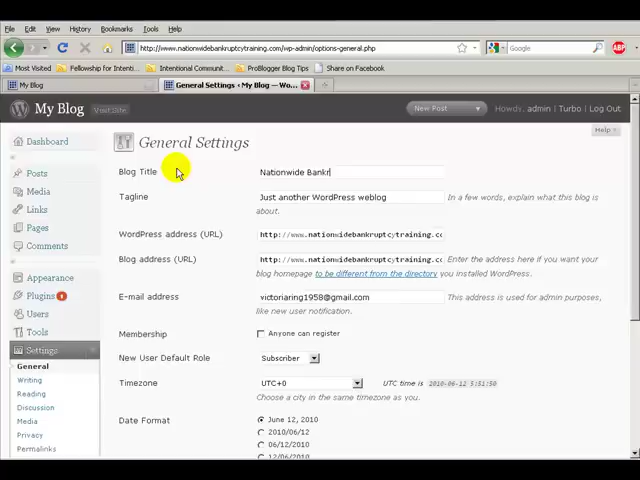 File Edit View History Bookmarks Tools Help
http://www.nationwidebankruptcytraining.com/wp-admin/options-general.php
Google
ABP
Most Visited Fellowship for Intenti... Intentional Communit... ProBlogger Blog Tips Share on Facebook
My Blog
General Settings ‹ My Blog — Wo...
My Blog Visit Site
New Post
Howdy, admin | Turbo | Log Out
Help
Dashboard
Posts
Media
Links
Pages
Comments
Appearance
Plugins 1
Users
Tools
Settings
General
Writing
Reading
Discussion
Media
Privacy
Permalinks
General Settings
Blog Title Nationwide Bankr
Tagline Just another WordPress weblog In a few words, explain what this blog is
about.
WordPress address (URL) http://www.nationwidebankruptcytraining.cc
Blog address (URL) http://www.nationwidebankruptcytraining.cc Enter the address here if you want your
blog homepage to be different from the directory you installed WordPress.
E-mail address victoriaring1958@gmail.com This address is used for admin purposes,
like new user notification.
Membership Anyone can register
New User Default Role Subscriber
Timezone UTC+0 UTC time is 2010-06-12 5:51:50
Choose a city in the same timezone as you.
Date Format June 12, 2010
2010/06/12
06/12/2010
12/06/2010